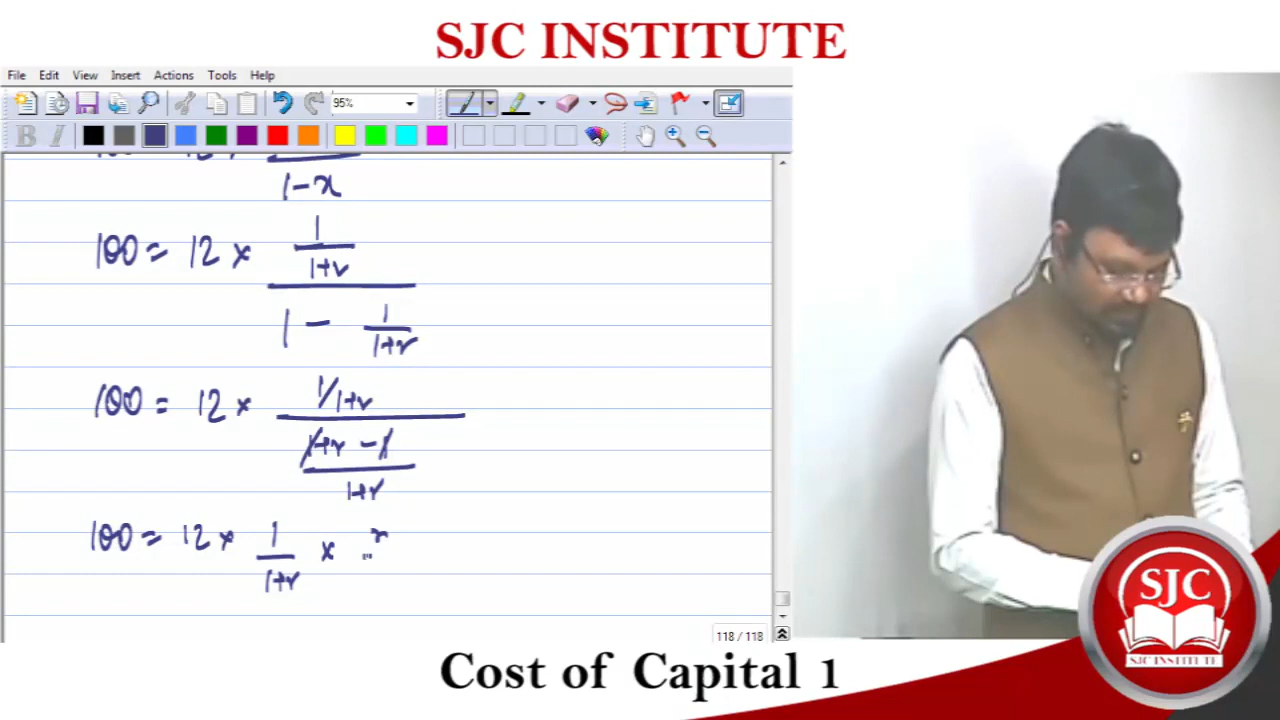 SJC INSTITUTE
File Edit View Insert Actions Tools Help
95%
B I
1-x
100 = 12 × 1/(1+r)
1 - 1/(1+r)
100 = 12 × 1/1+r
1+r - 1
1+r
100 = 12 × 1/(1+r) × r
118 / 118
SJC
SJC INSTITUTE
Cost of Capital 1